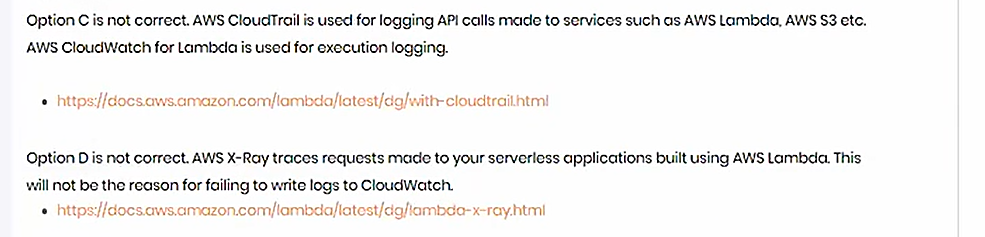 Option C is not correct. AWS CloudTrail is used for logging API calls made to services such as AWS Lambda, AWS S3 etc.
AWS CloudWatch for Lambda is used for execution logging.
• https://docs.aws.amazon.com/lambda/latest/dg/with-cloudtrail.html
Option D is not correct. AWS X-Ray traces requests made to your serverless applications built using AWS Lambda. This
will not be the reason for failing to write logs to CloudWatch.
• https://docs.aws.amazon.com/lambda/latest/dg/lambda-x-ray.html